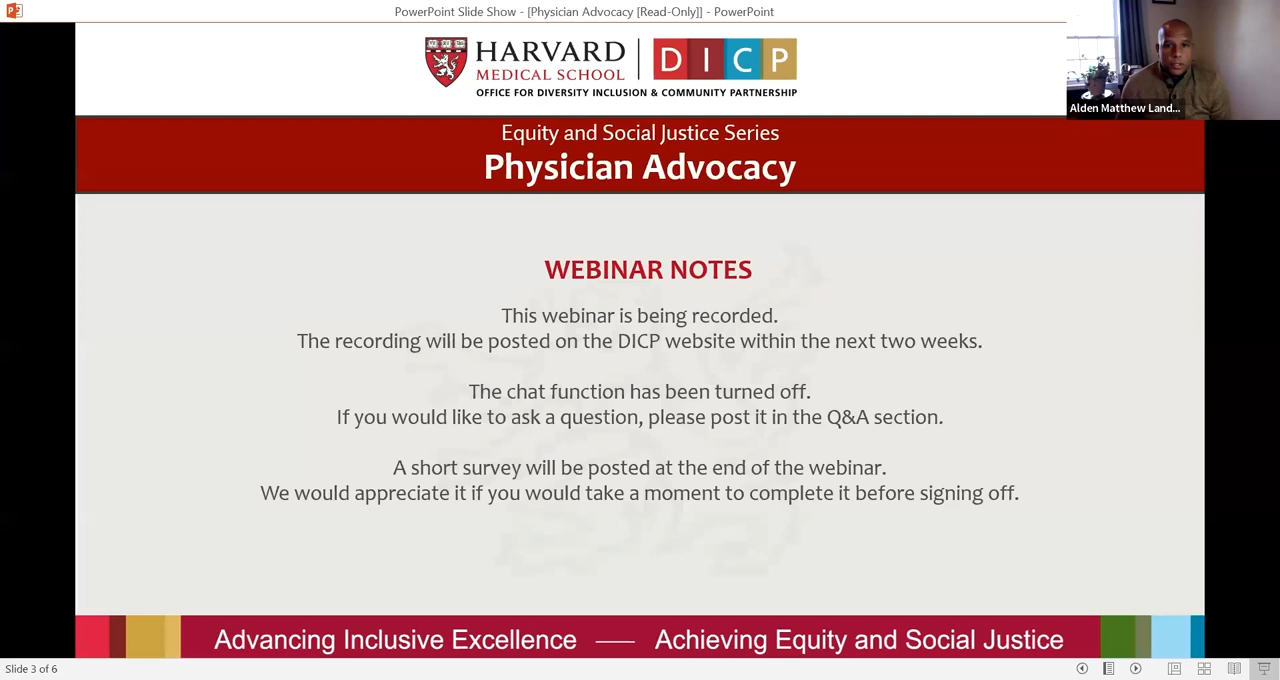 PowerPoint Slide Show - [Physician Advocacy [Read-Only]] - PowerPoint
HARVARD
MEDICAL SCHOOL
DICP
OFFICE FOR DIVERSITY INCLUSION & COMMUNITY PARTNERSHIP
Alden Matthew Land...
Equity and Social Justice Series
Physician Advocacy
WEBINAR NOTES
This webinar is being recorded.
The recording will be posted on the DICP website within the next two weeks.
The chat function has been turned off.
If you would like to ask a question, please post it in the Q&A section.
A short survey will be posted at the end of the webinar.
We would appreciate it if you would take a moment to complete it before signing off.
Advancing Inclusive Excellence — Achieving Equity and Social Justice
Slide 3 of 6